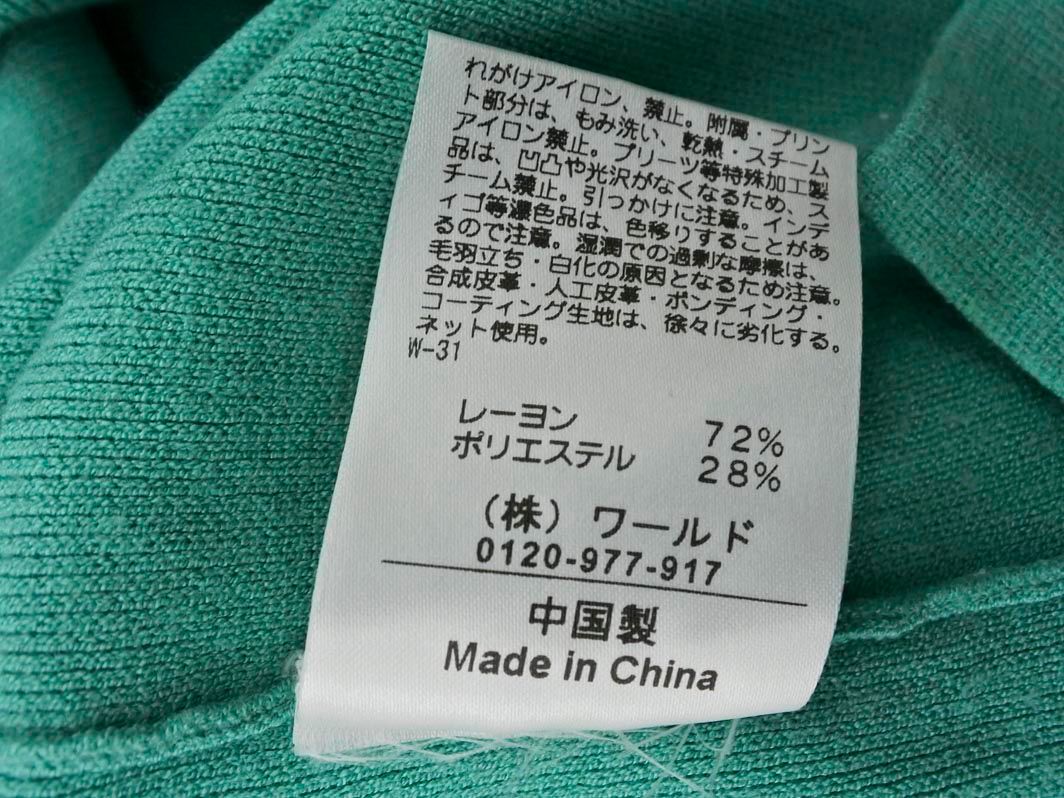 れがけアイロン、禁止。附属・プリン
ト部分は、もみ洗い、乾熱・スチーム
アイロン禁止。プリーツ等特殊加工製
品は、凹凸や光沢がなくなるため、ス
チーム禁止。引っかけに注意。インデ
ィゴ等濃色品は、色移りすることがあ
るので注意。湿潤での過剰な摩擦は、
毛羽立ち・白化の原因となるため注意。
合成皮革・人工皮革・ボンディング・
コーティング生地は、徐々に劣化する。
ネット使用。
W-31
レーヨン 72%
ポリエステル 28%
（株）ワールド
0120-977-917
中国製
Made in China